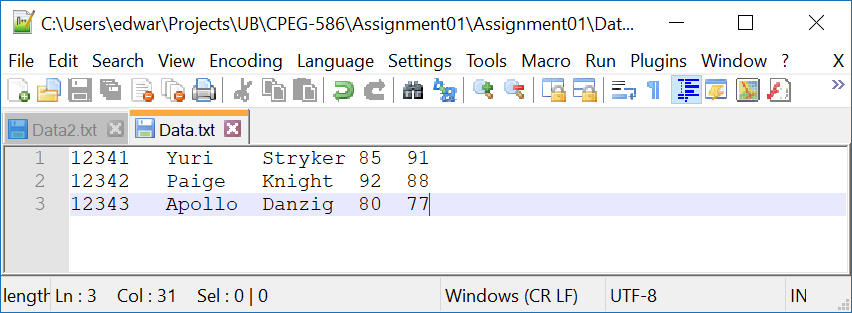 C:\Users\edwar\Projects\UB\CPEG-586\Assignment01\Assignment01\Dat...
File Edit Search View Encoding Language Settings Tools Macro Run Plugins Window ? X
Data2.txt Data.txt
1 12341 Yuri Stryker 85 91
2 12342 Paige Knight 92 88
3 12343 Apollo Danzig 80 77
length Ln : 3 Col : 31 Sel : 0 | 0 Windows (CR LF) UTF-8 IN